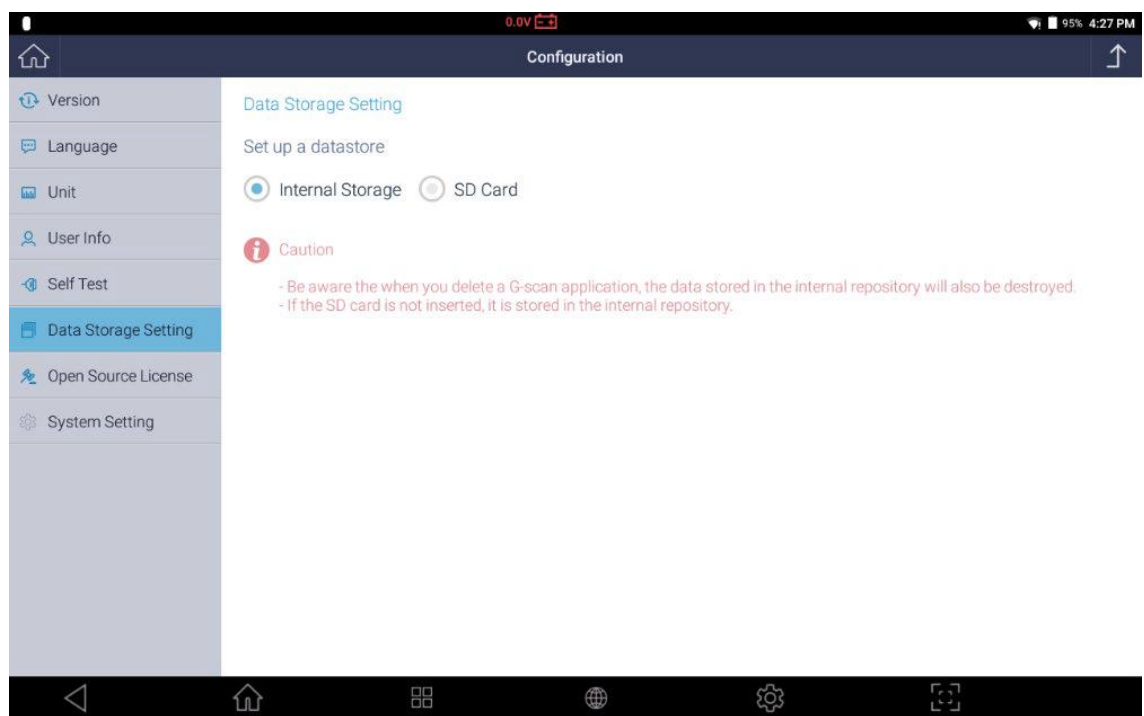 0.0V
95% 4:27 PM
Configuration
Version
Language
Unit
User Info
Self Test
Data Storage Setting
Open Source License
System Setting
Data Storage Setting
Set up a datastore
Internal Storage SD Card
Caution
- Be aware the when you delete a G-scan application, the data stored in the internal repository will also be destroyed.
- If the SD card is not inserted, it is stored in the internal repository.